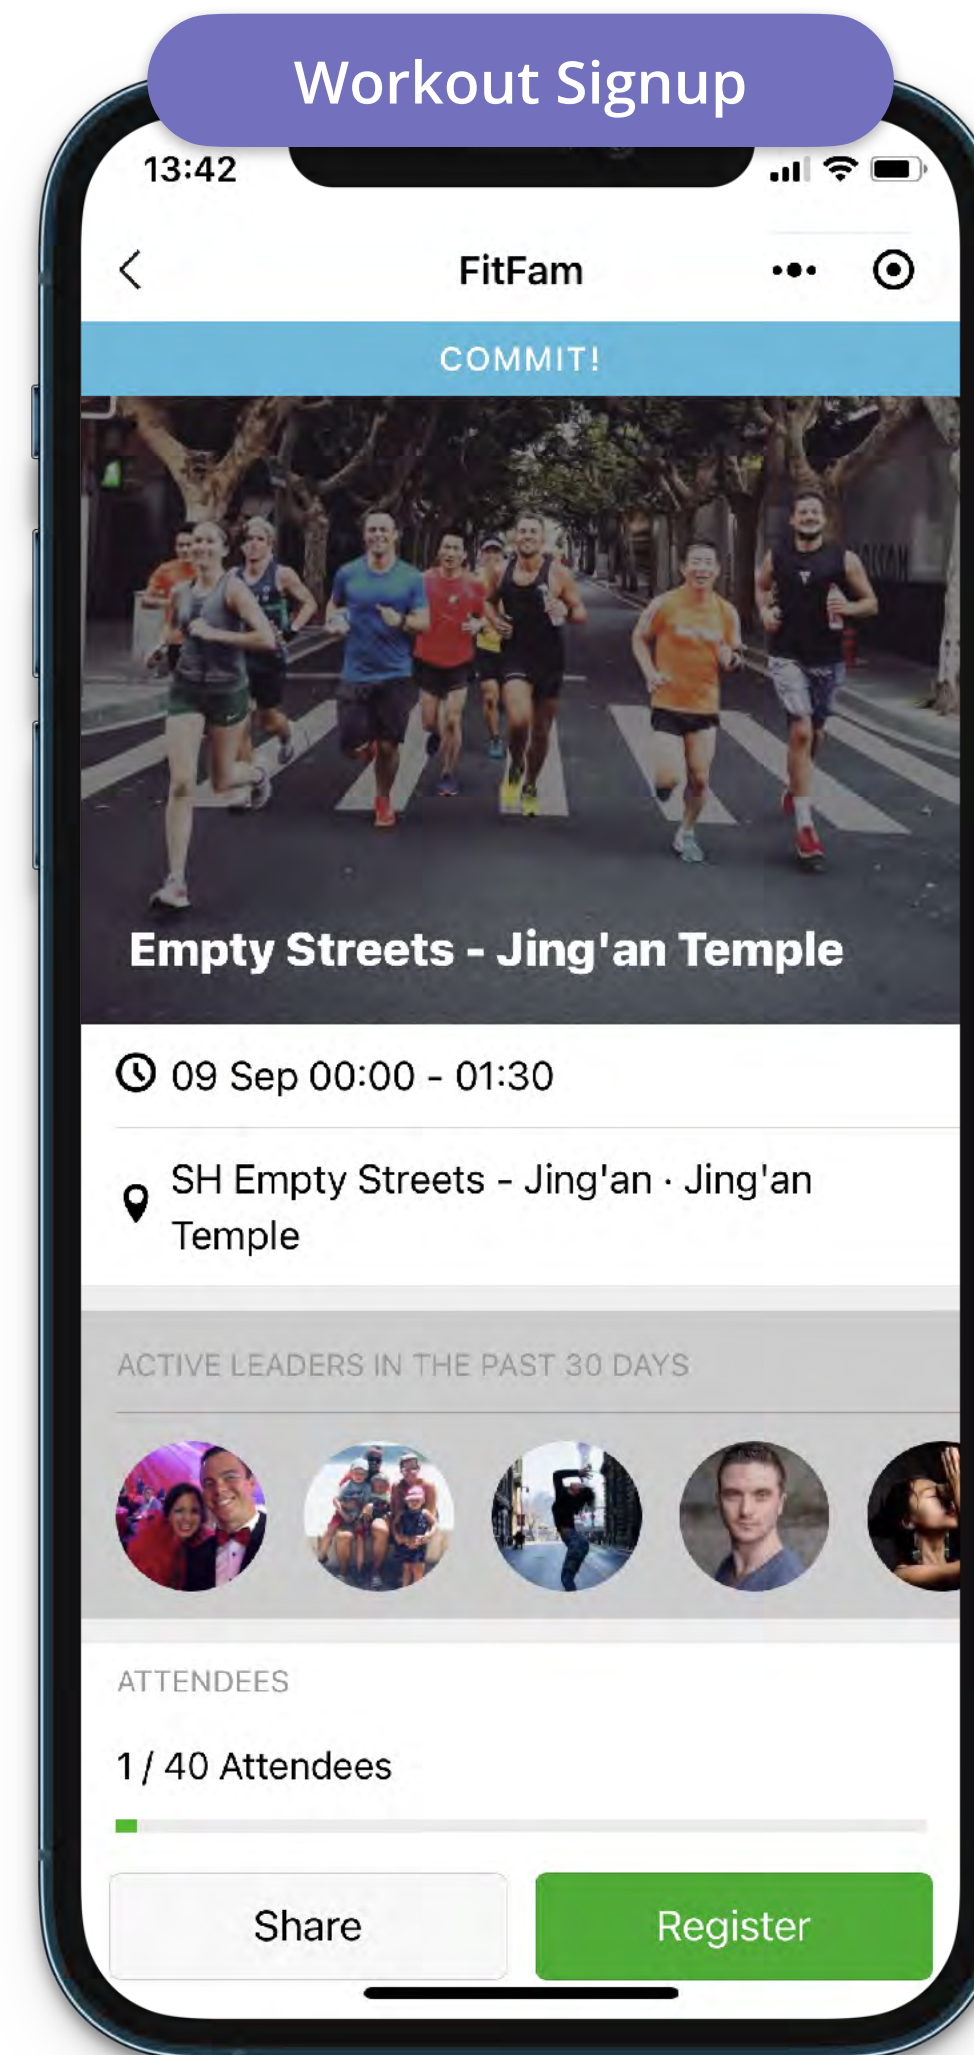 Workout Signup
13:42
FitFam
COMMIT!
Empty Streets - Jing'an Temple
09 Sep 00:00 - 01:30
SH Empty Streets - Jing'an · Jing'an
Temple
ACTIVE LEADERS IN THE PAST 30 DAYS
ATTENDEES
1 / 40 Attendees
Share
Register